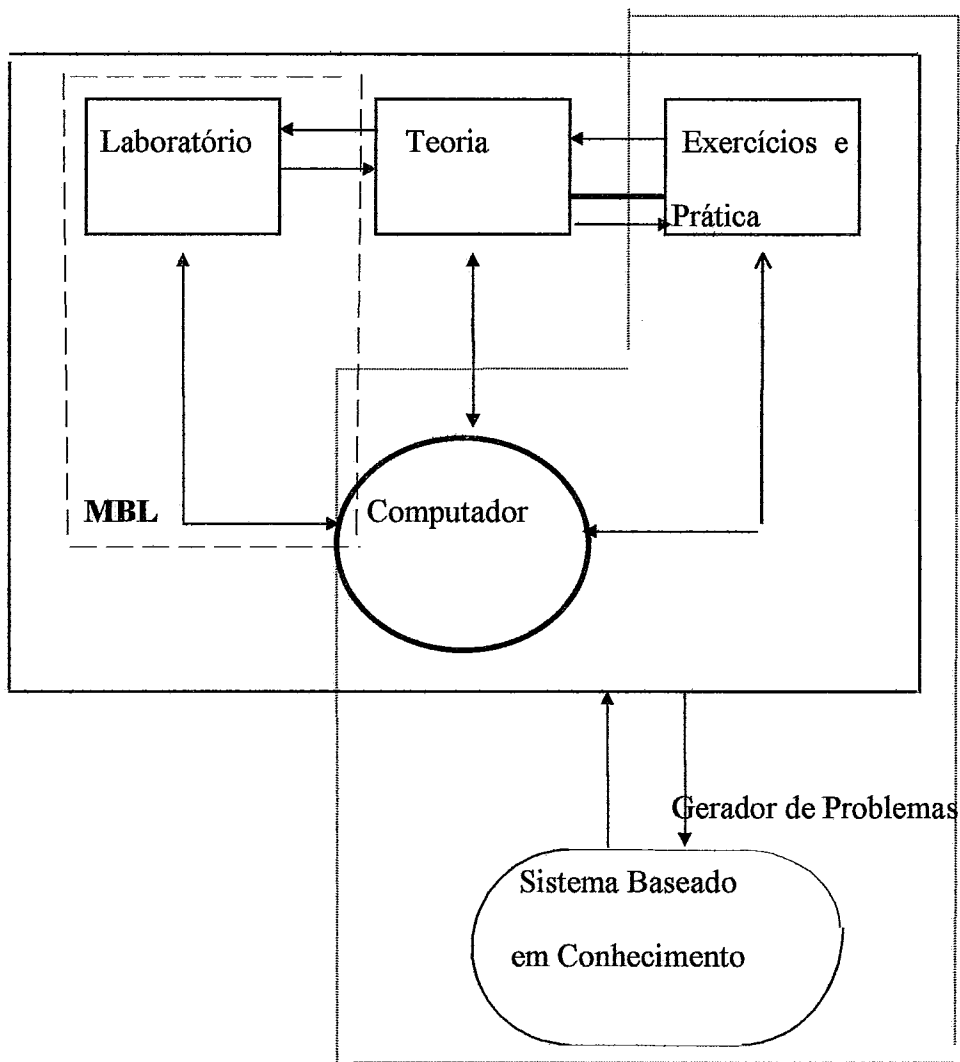 Laboratório
Teoria
Exercícios e
Prática
MBL
Computador
Gerador de Problemas
Sistema Baseado
em Conhecimento